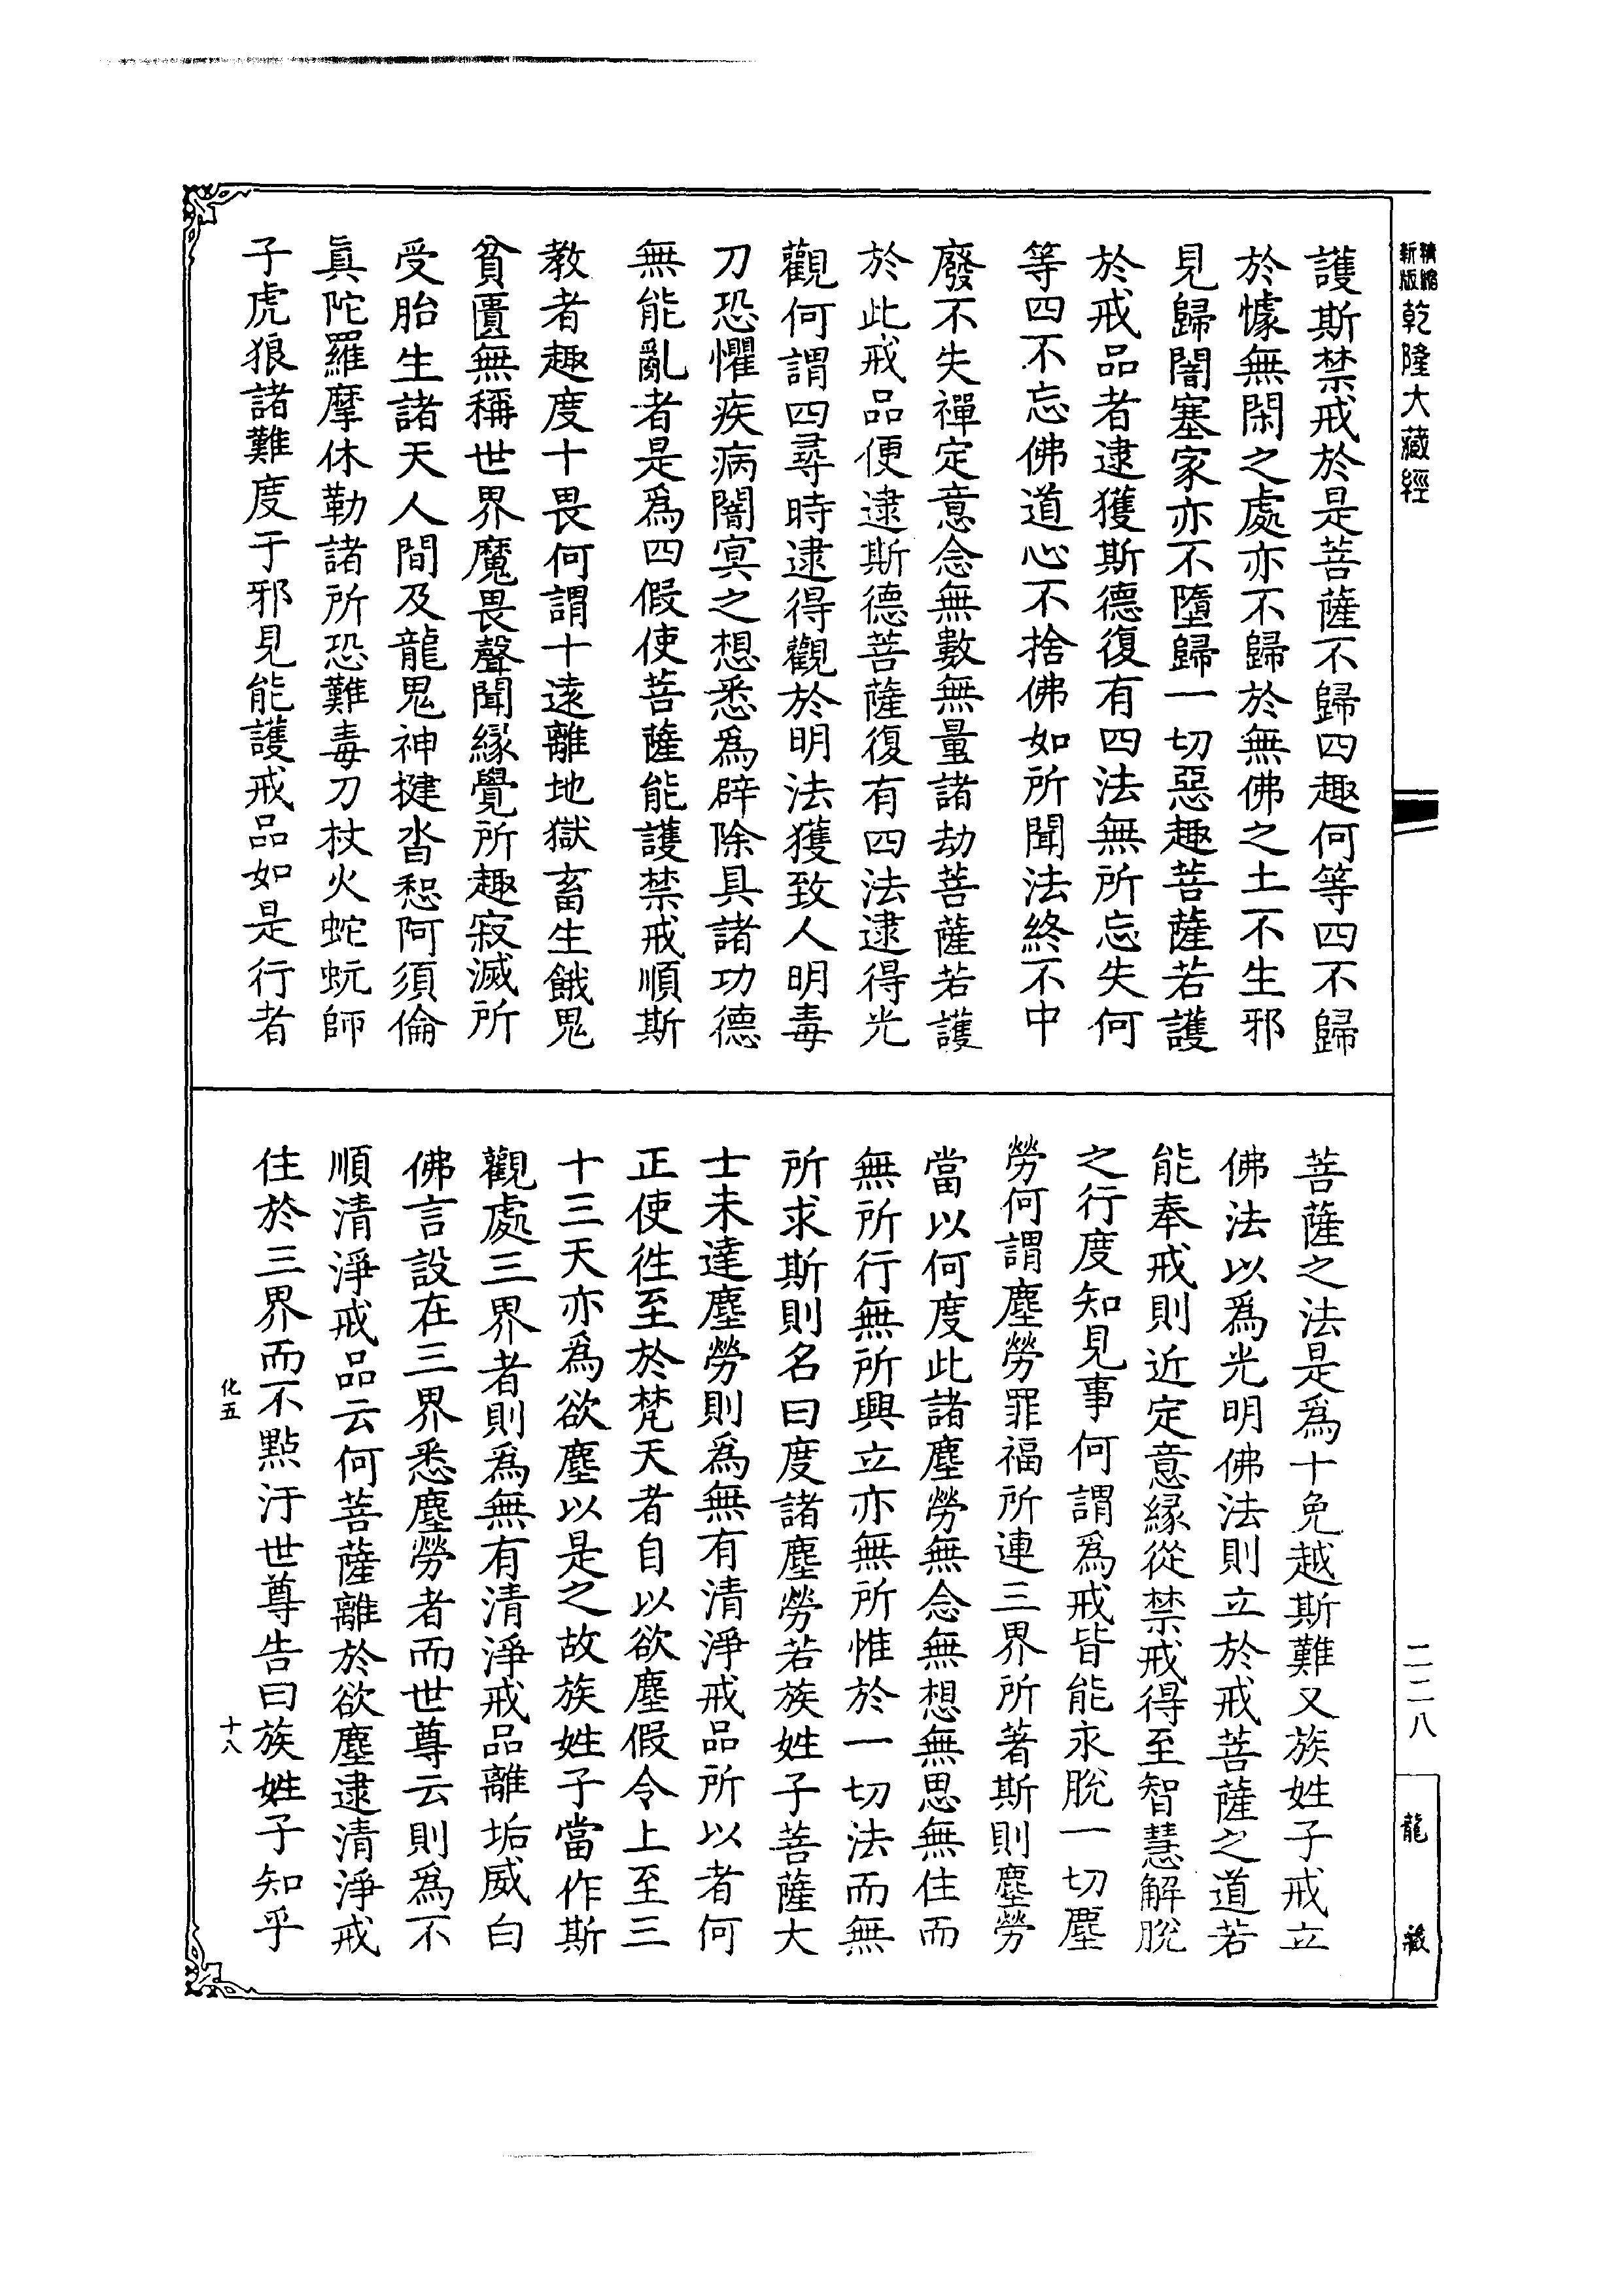 精縮
新版
乾隆大藏經
護斯禁戒於是菩薩不歸四趣何等四不歸
於懅無閑之處亦不歸於無佛之土不生邪
見歸闇塞家亦不墮歸一切惡趣菩薩若護
於戒品者逮獲斯德復有四法無所忘失何
等四不忘佛道心不捨佛如所聞法終不中
廢不失禪定意念無數無量諸劫菩薩若護
於此戒品便逮斯德菩薩復有四法逮得光
觀何謂四尋時逮得觀於明法獲致人明毒
刀恐懼疾病闇冥之想悉爲辟除具諸功德
無能亂者是爲四假使菩薩能護禁戒順斯
教者趣度十畏何謂十遠離地獄畜生餓鬼
貧匱無稱世界魔畏聲聞緣覺所趣寂滅所
受胎生諸天人間及龍鬼神揵沓惒阿須倫
真陀羅摩休勒諸所恐難毒刀杖火蛇蚖師
子虎狼諸難度于邪見能護戒品如是行者
菩薩之法是爲十免越斯難又族姓子戒立
佛法以爲光明佛法則立於戒菩薩之道若
能奉戒則近定意緣從禁戒得至智慧解脫
之行度知見事何謂爲戒皆能永脫一切塵
勞何謂塵勞罪福所連三界所著斯則塵勞
當以何度此諸塵勞無念無想無思無住而
無所行無所興立亦無所惟於一切法而無
所求斯則名曰度諸塵勞若族姓子菩薩大
士未達塵勞則爲無有清淨戒品所以者何
正使徃至於梵天者自以欲塵假令上至三
十三天亦爲欲塵以是之故族姓子當作斯
觀處三界者則爲無有清淨戒品離垢威白
佛言設在三界悉塵勞者而世尊云則爲不
順清淨戒品云何菩薩離於欲塵逮清淨戒
住於三界而不點汙世尊告曰族姓子知乎
化五
十八
二二八
龍藏